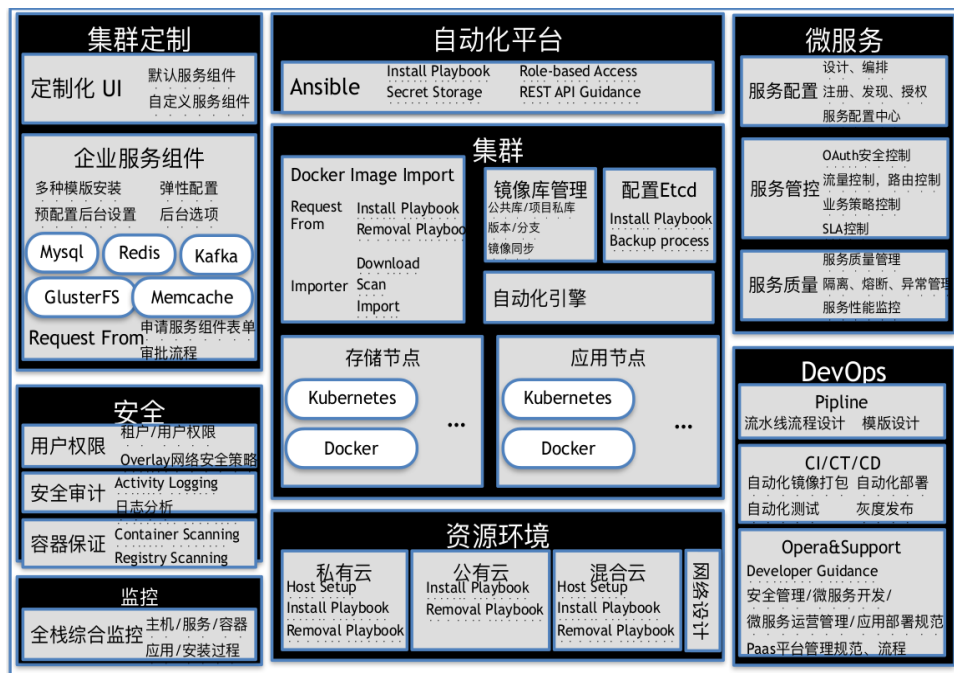 集群定制
定制化 UI
默认服务组件
自定义服务组件
企业服务组件
多种模版安装
弹性配置
预配置后台设置
后台选项
Mysql
Redis
Kafka
GlusterFS
Memcache
Request From
申请服务组件表单
审批流程
安全
用户权限
租户/用户权限
Overlay网络安全策略
安全审计
Activity Logging
日志分析
容器保证
Container Scanning
Registry Scanning
监控
全栈综合监控
主机/服务/容器
应用/安装过程
自动化平台
Ansible
Install Playbook
Role-based Access
Secret Storage
REST API Guidance
集群
Docker Image Import
Request
From
Install Playbook
Removal Playboo
Importer
Download
Scan
Import
镜像库管理
公共库/项目私库
版本/分支
镜像同步
配置Etcd
Install Playbook
Backup process
自动化引擎
存储节点
Kubernetes
Docker
...
应用节点
Kubernetes
Docker
...
资源环境
私有云
Host Setup
Install Playbook
Removal Playbook
公有云
Install Playbook
Removal Playbook
混合云
Host Setup
Install Playbook
Removal Playbook
网络设计
微服务
服务配置
设计、编排
注册、发现、授权
服务配置中心
服务管控
OAuth安全控制
流量控制，路由控制
业务策略控制
SLA控制
服务质量
服务质量管理
隔离、熔断、异常管理
服务性能监控
DevOps
Pipline
流水线流程设计
模版设计
CI/CT/CD
自动化镜像打包
自动化部署
自动化测试
灰度发布
Opera&Support
Developer Guidance
安全管理/微服务开发/
微服务运营管理/应用部署规范
Paas平台管理规范、流程